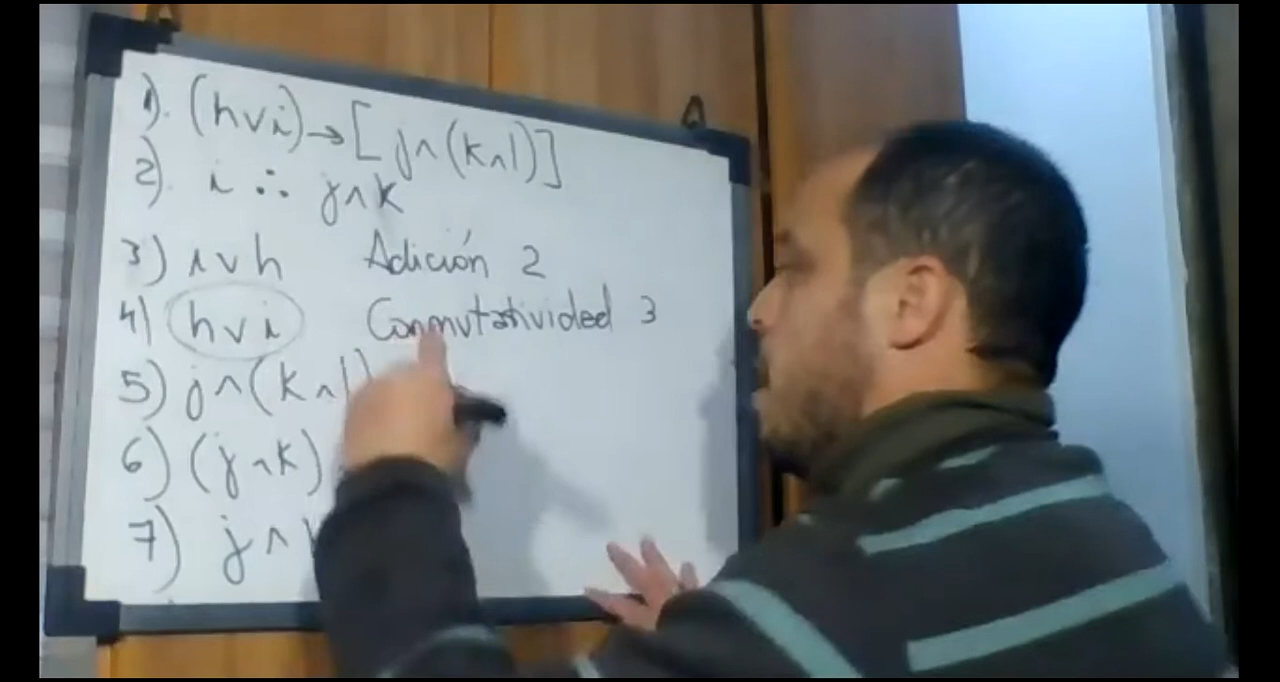 1). (h∨i)→[j∧(k∧l)]
2). i ∴ j∧k
3) i∨h Adición 2
4) h∨i Conmutatividad 3
5) j∧(k∧l)
6) (j∧k)
7) j∧